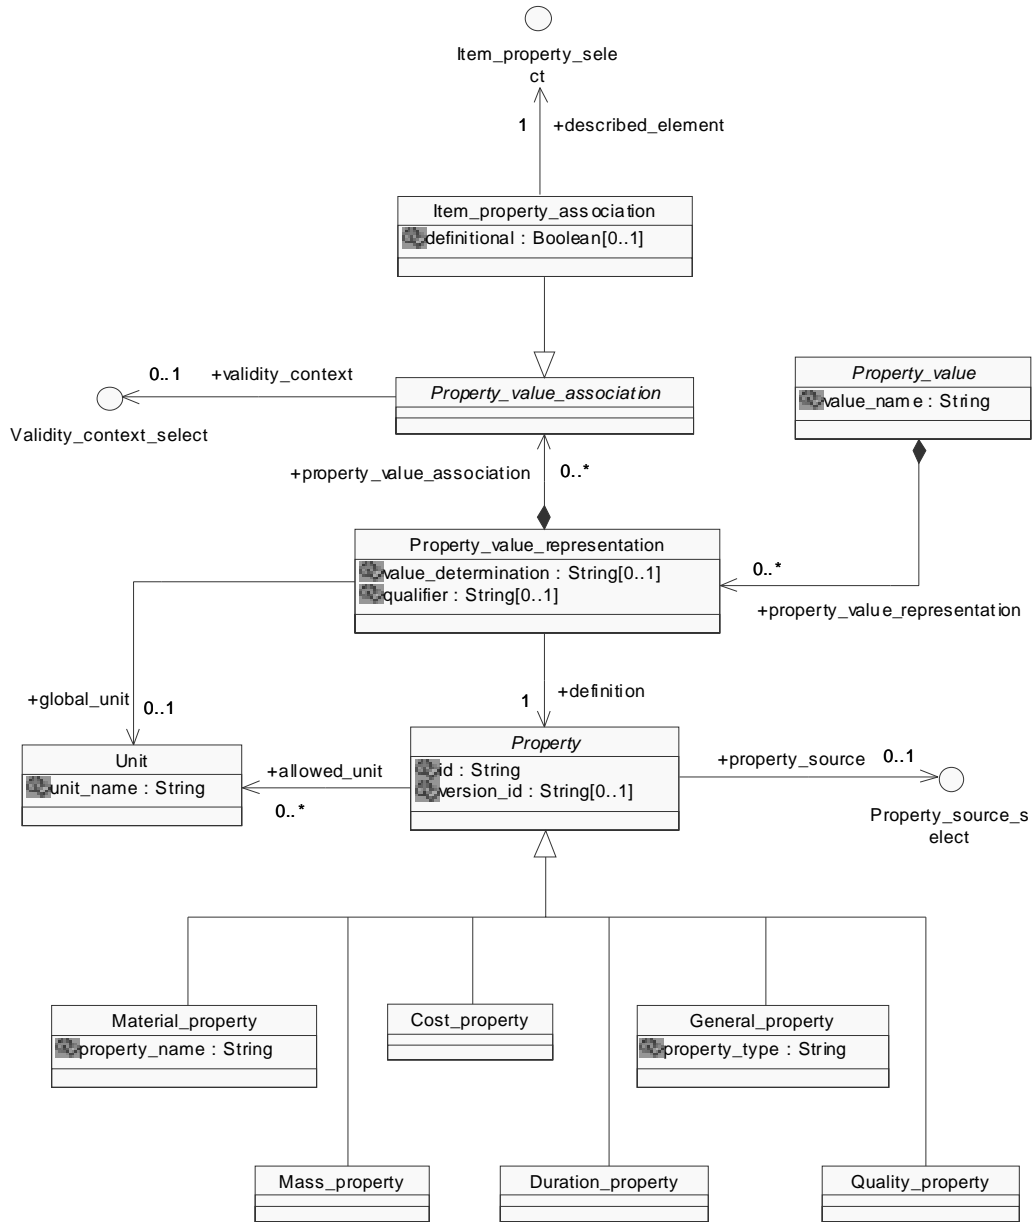 Item_property_sele
ct
1 +described_element
Item_property_association
definitional : Boolean[0..1]
0..1 +validity_context
Validity_context_select
Property_value_association
Property_value
value_name : String
+property_value_association 0..*
Property_value_representation
value_determination : String[0..1]
qualifier : String[0..1]
0..*
+property_value_representation
+global_unit
0..1
1 +definition
Unit
unit_name : String
+allowed_unit
0..*
Property
id : String
version_id : String[0..1]
+property_source 0..1
Property_source_s
elect
Material_property
property_name : String
Cost_property
General_property
property_type : String
Mass_property
Duration_property
Quality_property